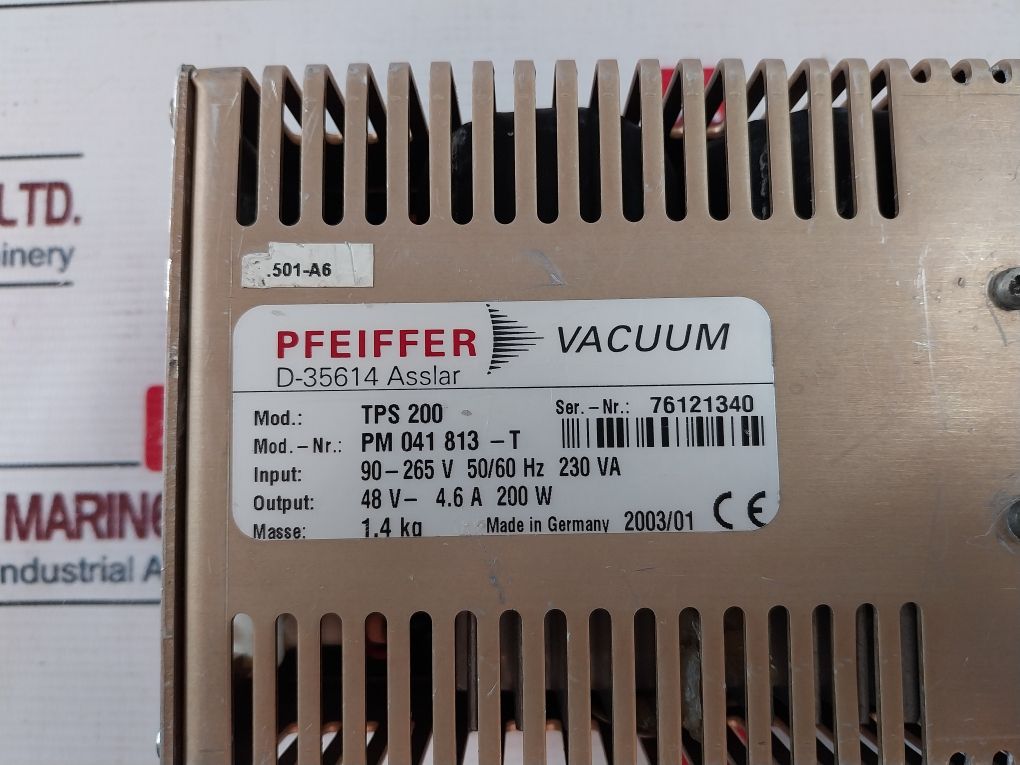 LTD.
inery
.501-A6
PFEIFFER VACUUM
D-35614 Asslar
Mod.: TPS 200 Ser.-Nr.: 76121340
Mod.-Nr.: PM 041 813 -T
Input: 90-265 V 50/60 Hz 230 VA
Output: 48 V- 4.6 A 200 W
Masse: 1.4 kg Made in Germany 2003/01 CE
MARINE
ndustrial A